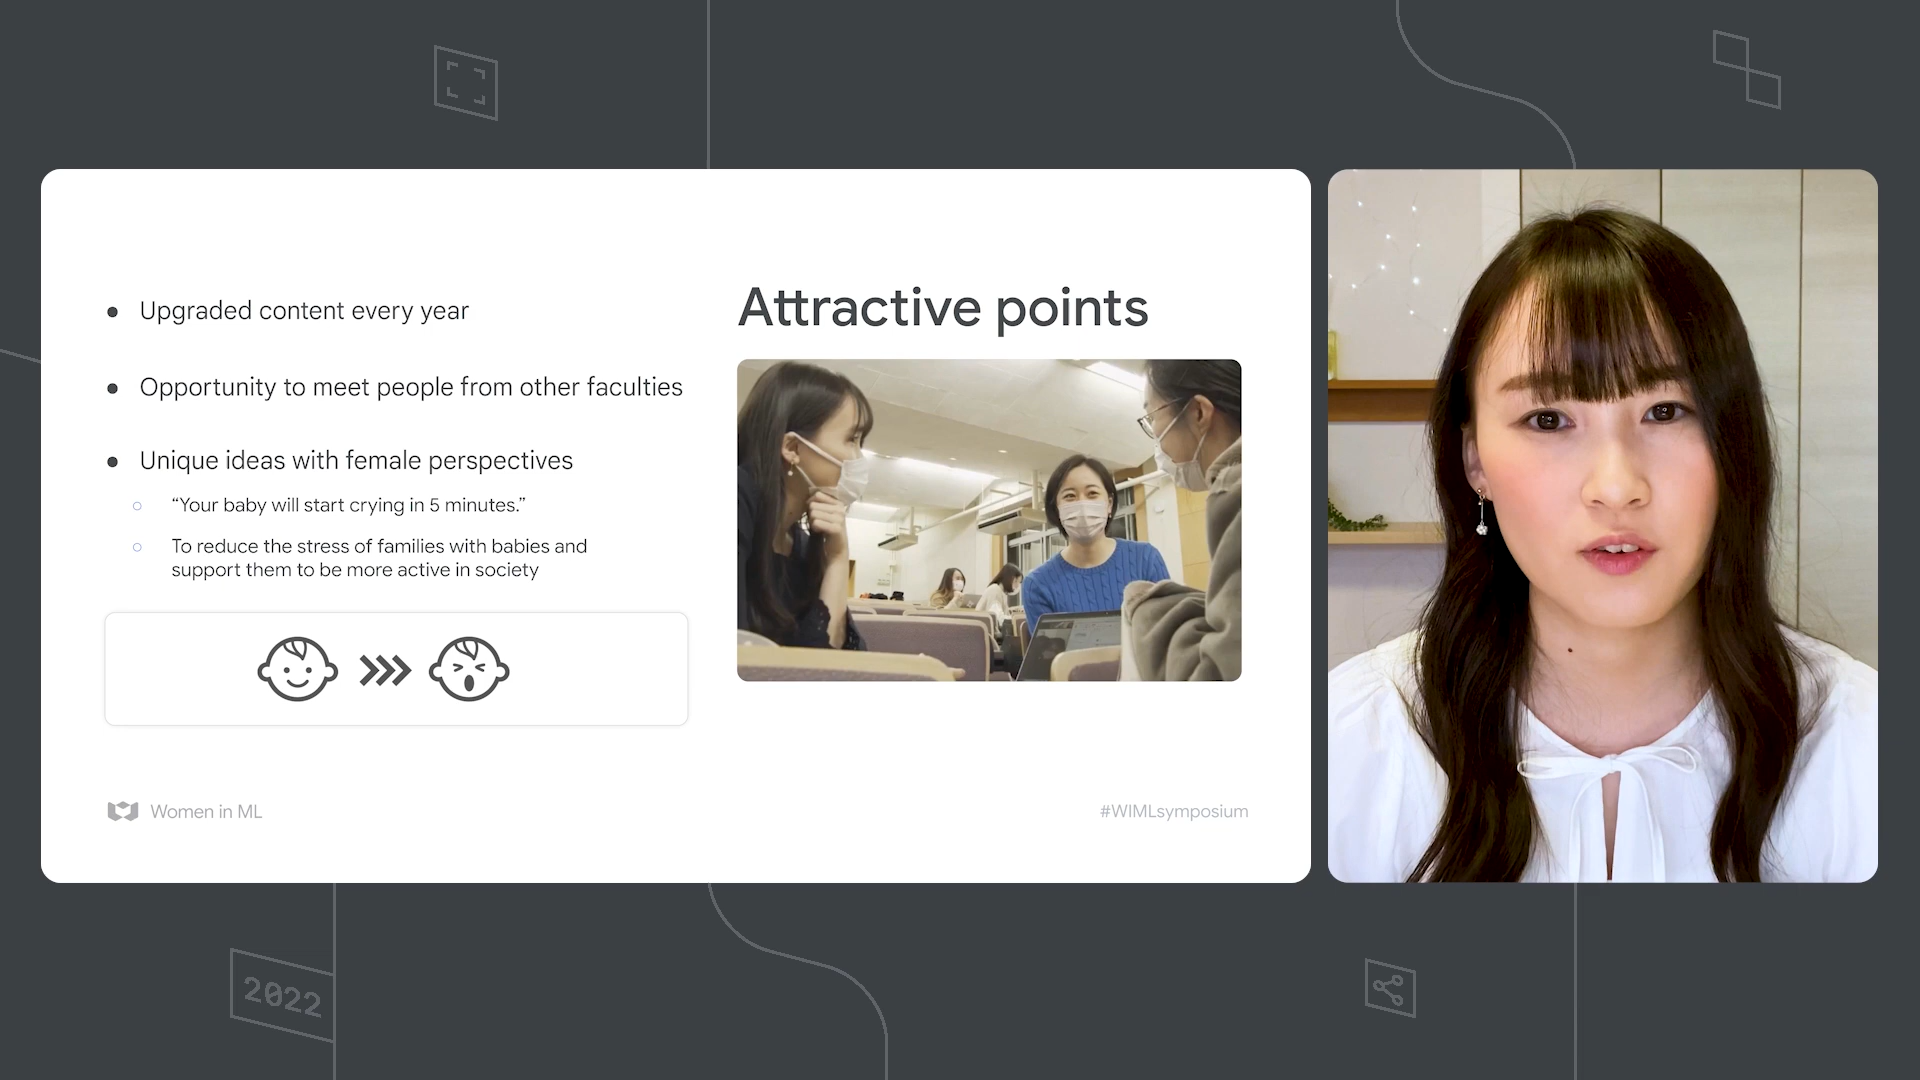 Upgraded content every year
Opportunity to meet people from other faculties
Unique ideas with female perspectives
“Your baby will start crying in 5 minutes.”
To reduce the stress of families with babies and
support them to be more active in society
Attractive points
Women in ML
#WIMLsymposium
2022